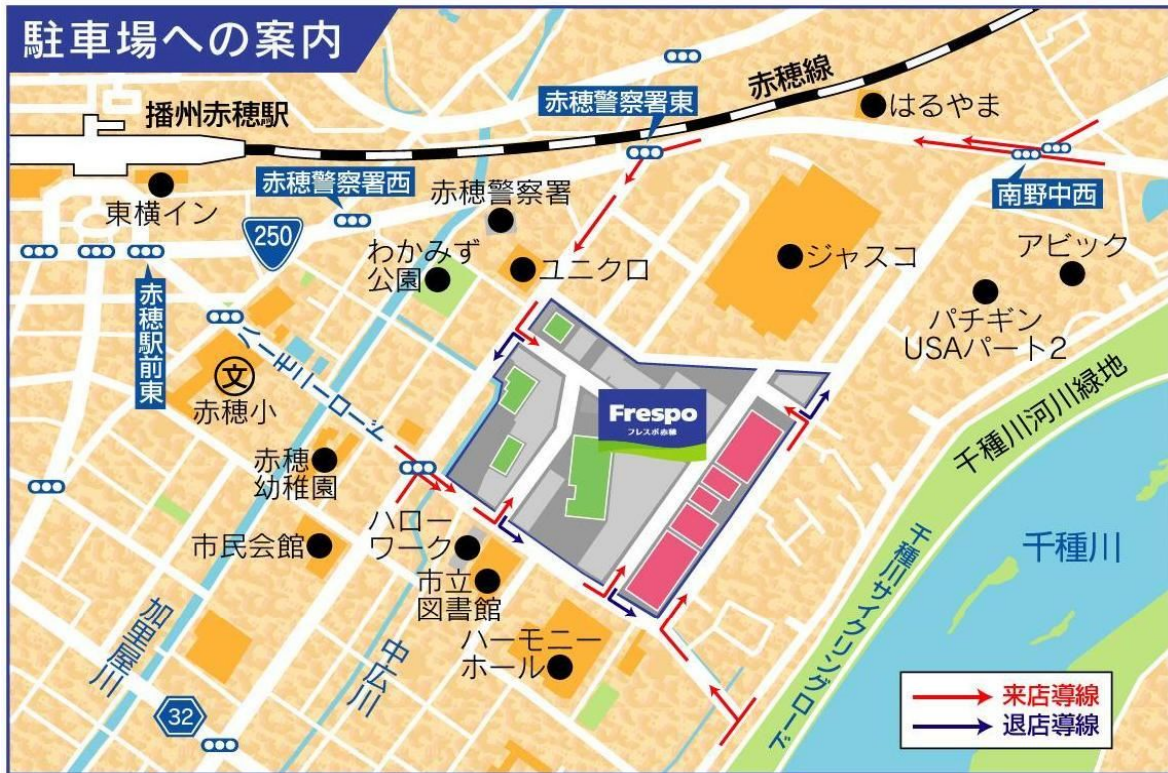 駐車場への案内
播州赤穂駅
赤穂警察署東
赤穂線
はるやま
東横イン
赤穂警察署西
赤穂警察署
南野中西
250
わかみず
公園
ユニクロ
ジャスコ
アビック
パチギン
USAパート2
赤穂駅前東
文
赤穂小
ハーモニーロード
Frespo
フレスポ赤穂
千種川河川緑地
赤穂
幼稚園
市民会館
ハロー
ワーク
市立
図書館
ハーモニー
ホール
千種川
千種川サイクリングロード
加里屋川
中広川
32
来店導線
退店導線